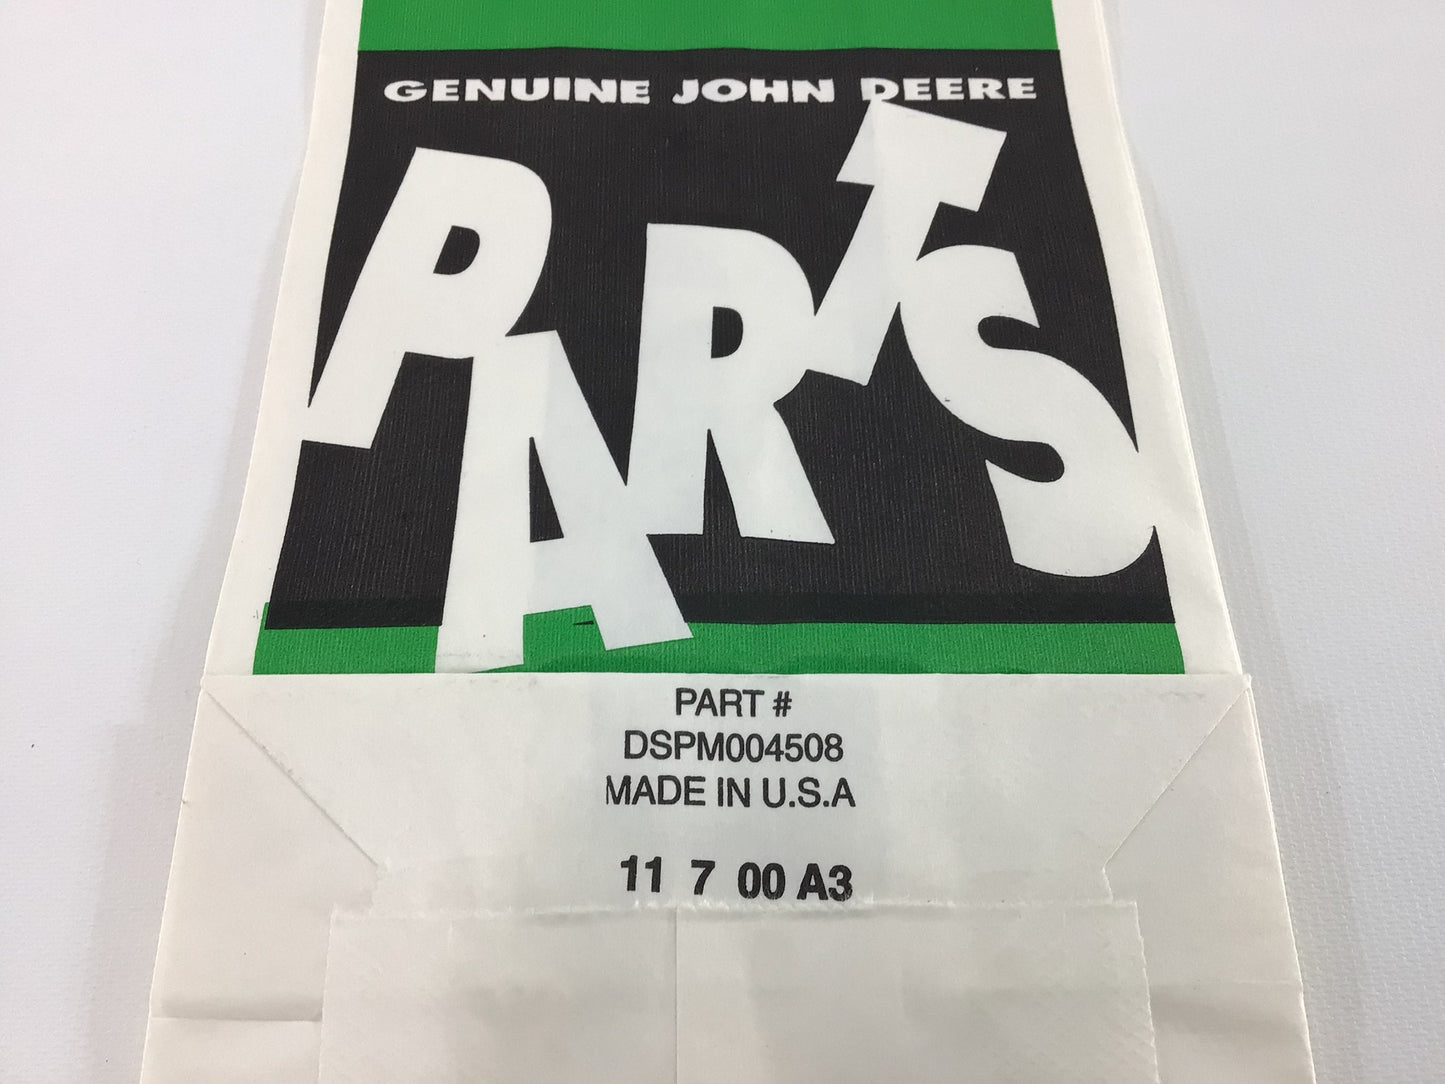 GENUINE JOHN DEERE
PARTS
PART #
DSPM004508
MADE IN U.S.A
11 7 00 A3